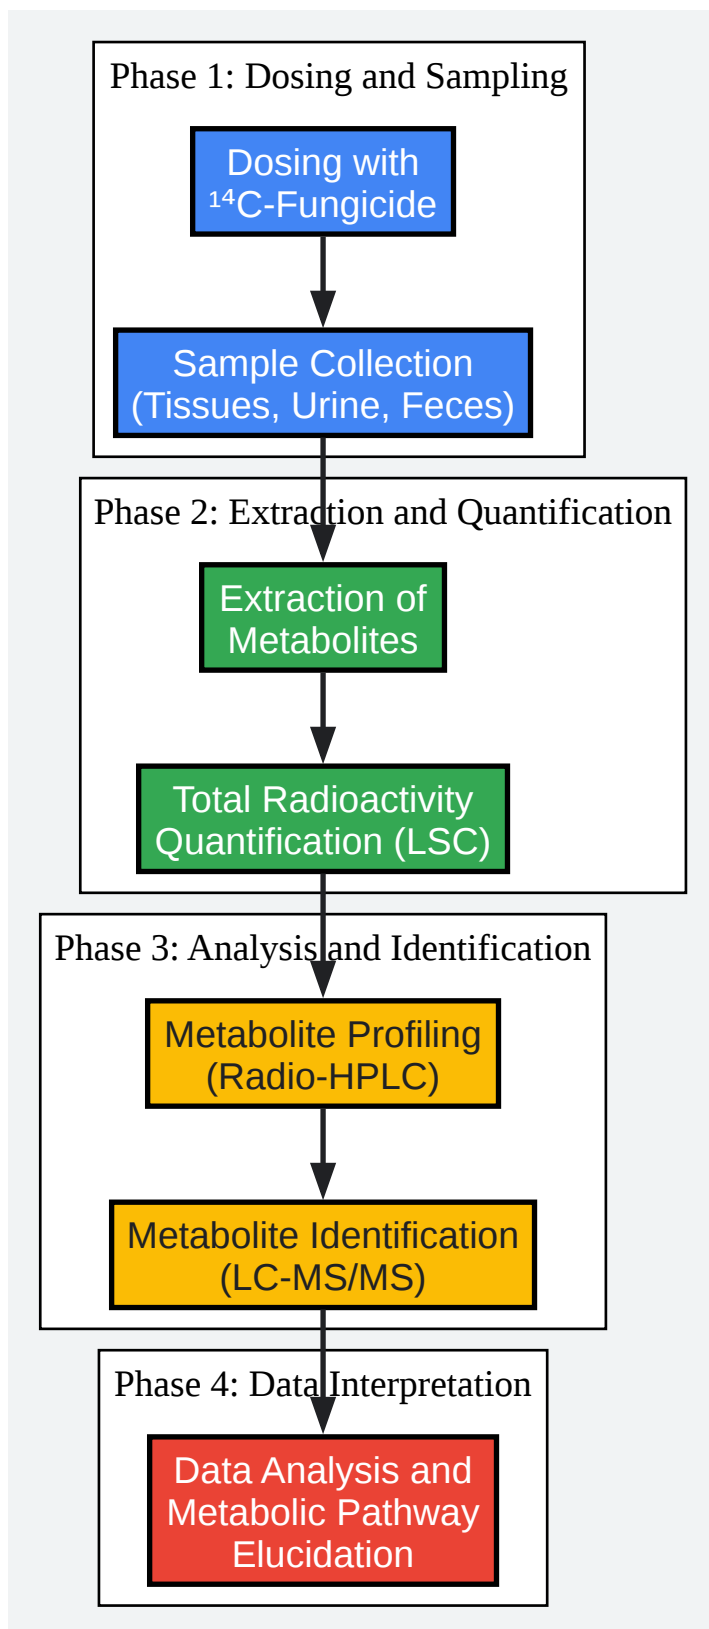 Phase 1: Dosing and Sampling
Dosing with
¹⁴C-Fungicide
Sample Collection
(Tissues, Urine, Feces)
Phase 2: Extraction and Quantification
Extraction of
Metabolites
Total Radioactivity
Quantification (LSC)
Phase 3: Analysis and Identification
Metabolite Profiling
(Radio-HPLC)
Metabolite Identification
(LC-MS/MS)
Phase 4: Data Interpretation
Data Analysis and
Metabolic Pathway
Elucidation